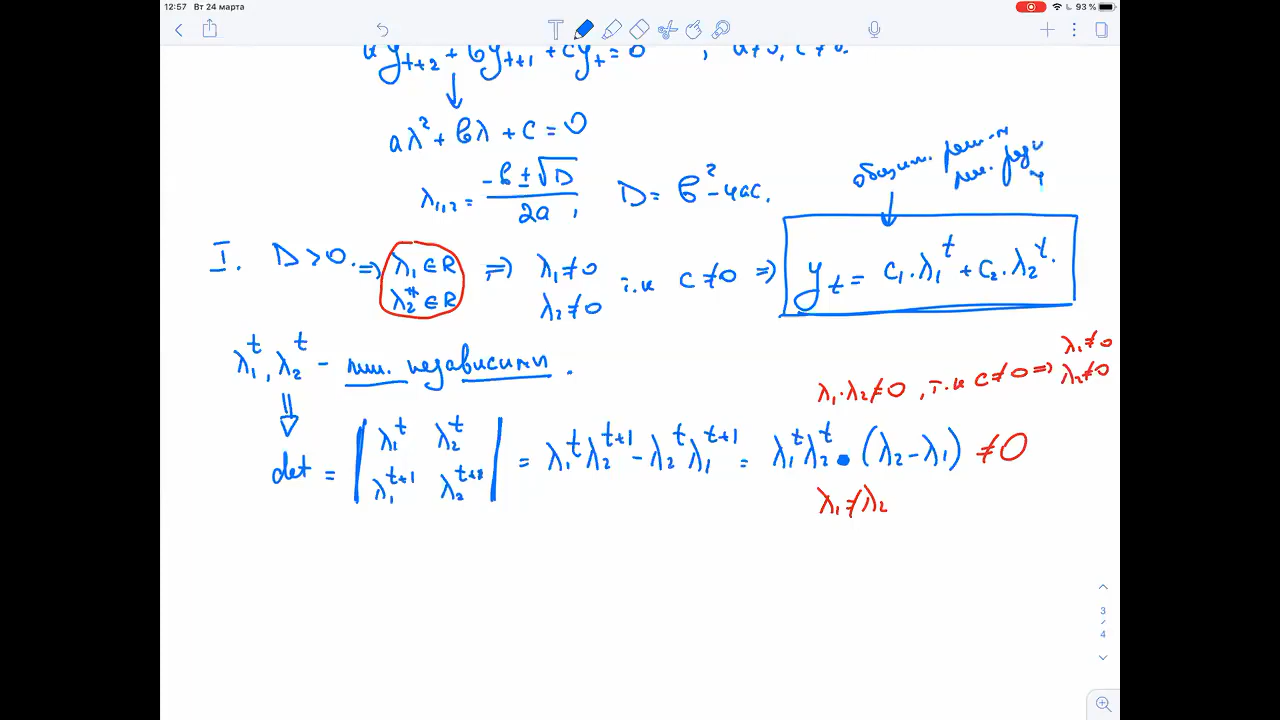 12:57 Вт 24 марта 93 %
a y_{t+2} + b y_{t+1} + c y_t = 0 , a≠0, c≠0.
aλ² + bλ + c = 0
λ_{1,2} = (-b ± √D) / 2a , D = b² - 4ac.
общ. реш-я
I. D > 0. ⇒ λ₁ ∈ R ⇒ λ₁ ≠ 0 т.к c ≠ 0 ⇒ y_t = C₁·λ₁^t + C₂·λ₂^t.
λ₂ ∈ R λ₂ ≠ 0
λ₁^t, λ₂^t - лин. независимы.
λ₁·λ₂ ≠ 0, т.к c ≠ 0 ⇒ λ₁ ≠ 0
λ₂ ≠ 0
det = | λ₁^t λ₂^t | = λ₁^t λ₂^{t+1} - λ₂^t λ₁^{t+1} = λ₁^t λ₂^t · (λ₂ - λ₁) ≠ 0
| λ₁^{t+1} λ₂^{t+1} |
λ₁ ≠ λ₂
3
4